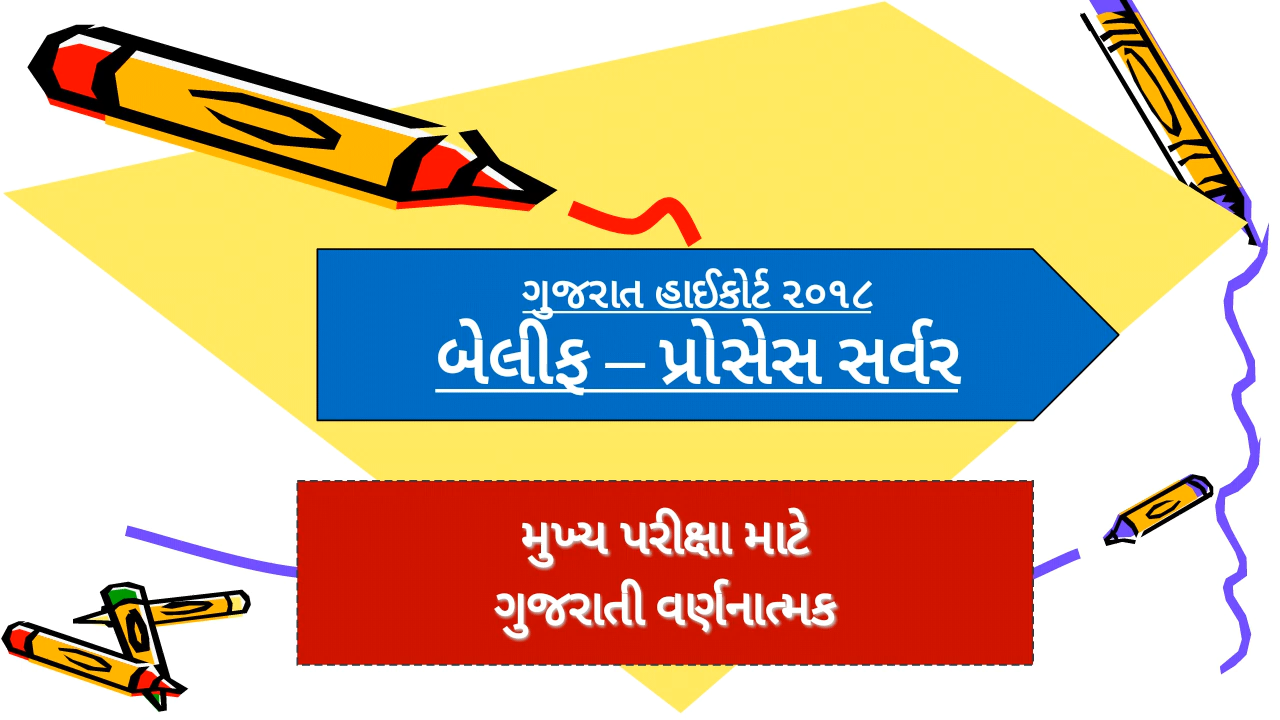 ગુજરાત હાઈકોર્ટ ૨૦૧૮
બેલીફ – પ્રોસેસ સર્વર
મુખ્ય પરીક્ષા માટે
ગુજરાતી વર્ણનાત્મક